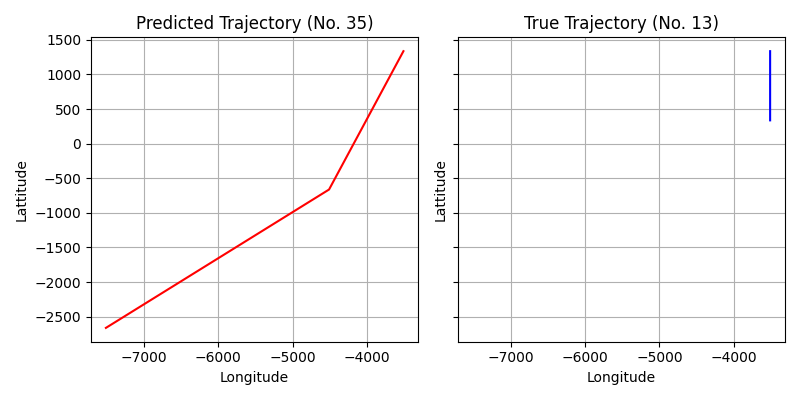 Predicted Trajectory (No. 35)
1500
1000
500
0
−500
−1000
−1500
−2000
−2500
Lattitude
−7000 −6000 −5000 −4000
Longitude
True Trajectory (No. 13)
Lattitude
−7000 −6000 −5000 −4000
Longitude